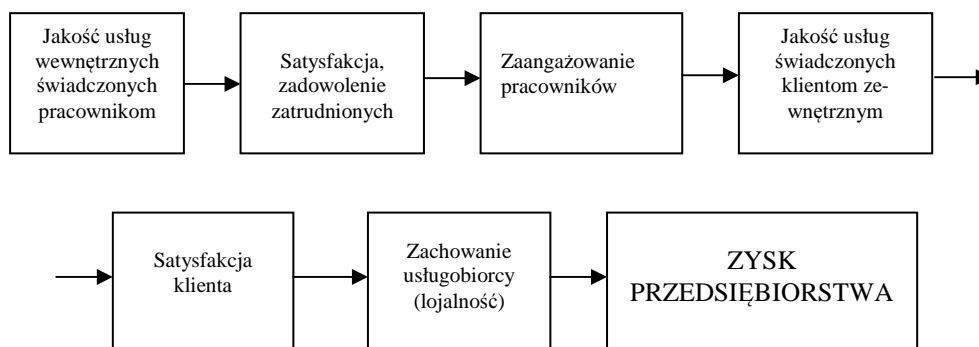 Jakość usług
wewnętrznych
świadczonych
pracownikom
Satysfakcja,
zadowolenie
zatrudnionych
Zaangażowanie
pracowników
Jakość usług
świadczonych
klientom ze-
wnętrznym
Satysfakcja
klienta
Zachowanie
usługobiorcy
(lojalność)
ZYSK
PRZEDSIĘBIORSTWA